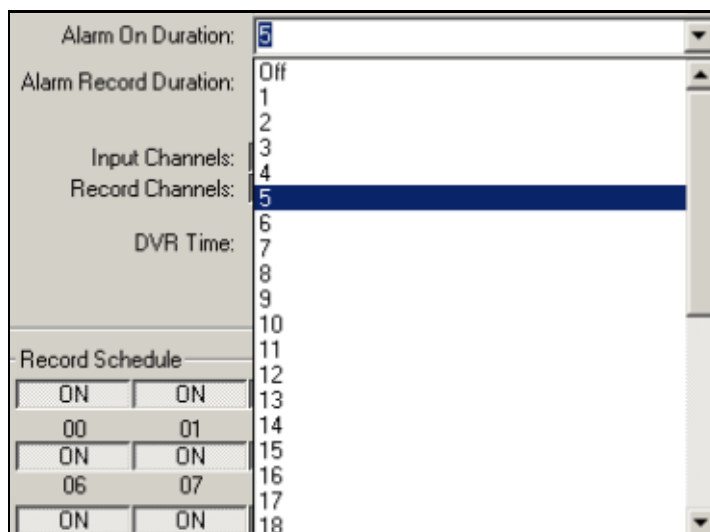 Alarm On Duration: 5
Off
Alarm Record Duration:
1
2
Input Channels:
3
4
Record Channels:
5
6
DVR Time:
7
8
9
10
11
Record Schedule
12
ON ON
13
00 01
14
ON ON
15
06 07
16
17
ON ON
18